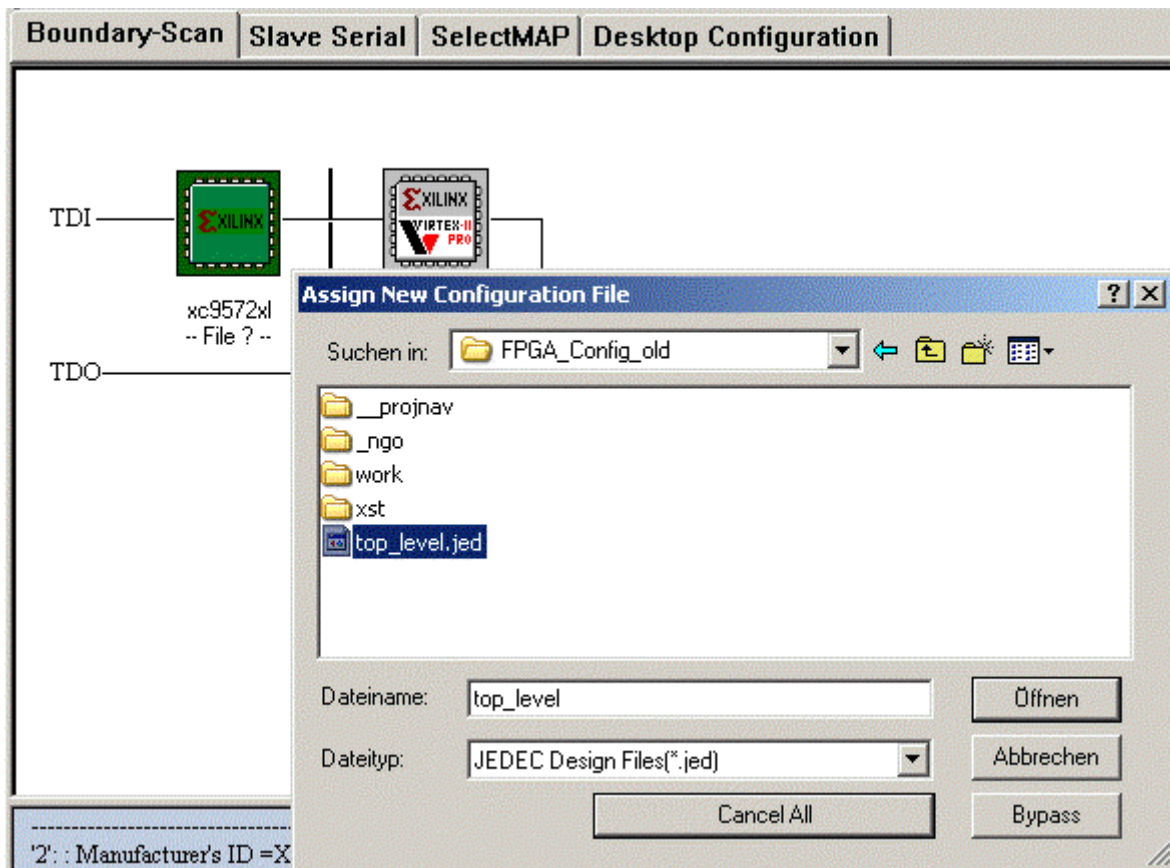 Boundary-Scan Slave Serial SelectMAP Desktop Configuration
TDI
XILINX
XILINX
VIRTEX-II
PRO
xc9572xl
-- File ? --
TDO
Assign New Configuration File
Suchen in: FPGA_Config_old
__projnav
_ngo
work
xst
top_level.jed
Dateiname: top_level Öffnen
Dateityp: JEDEC Design Files(*.jed) Abbrechen
Cancel All Bypass
'2': : Manufacturer's ID =X